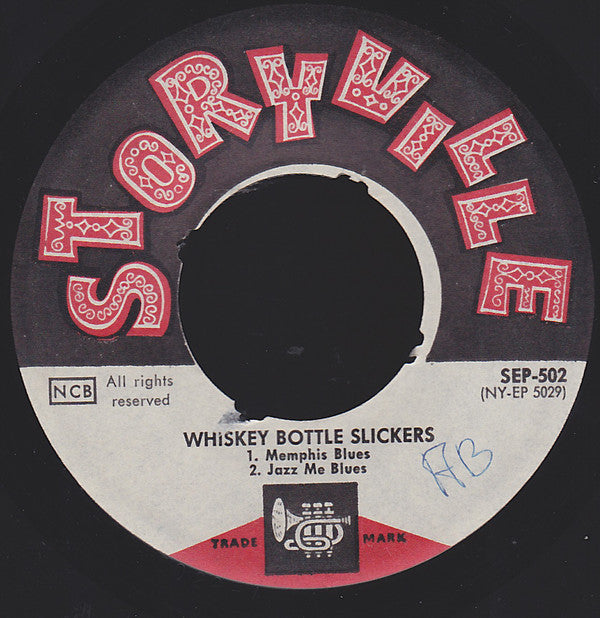 STORYVILLE
NCB
All rights
reserved
SEP-502
(NY-EP 5029)
WHISKEY BOTTLE SLICKERS
1. Memphis Blues
2. Jazz Me Blues
AB
TRADE MARK